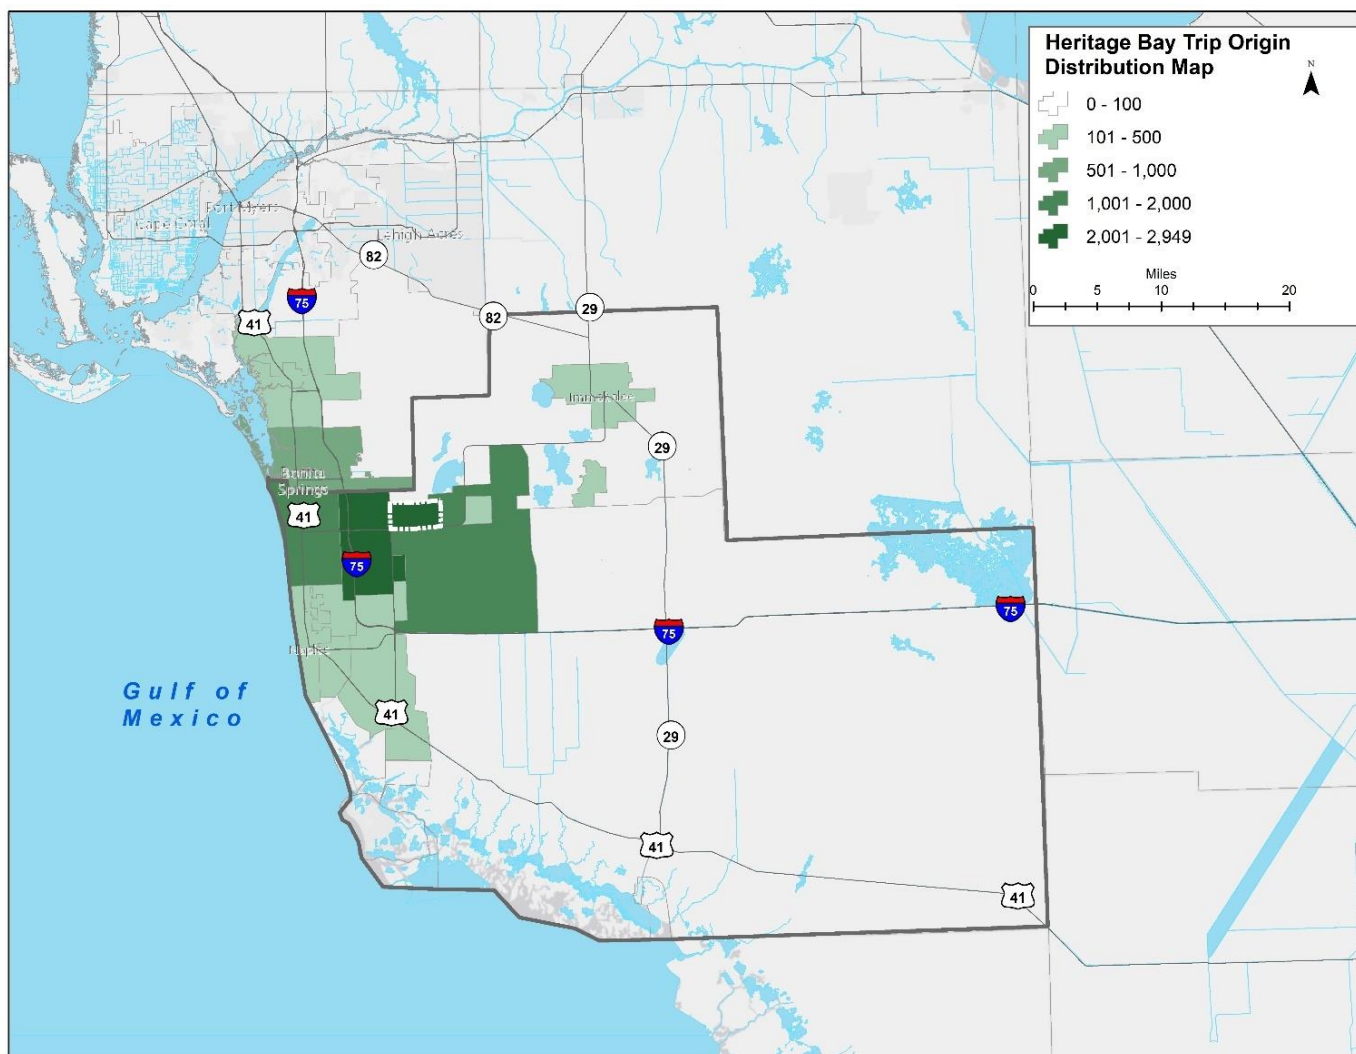 Heritage Bay Trip Origin
Distribution Map
N
0 - 100
101 - 500
501 - 1,000
1,001 - 2,000
2,001 - 2,949
Miles
0 5 10 20
Fort Myers
Cape Coral
Lehigh Acres
82
75
41
82
29
Immokalee
29
Bonita
Springs
41
75
75
75
Naples
Gulf of
Mexico
41
29
41
41